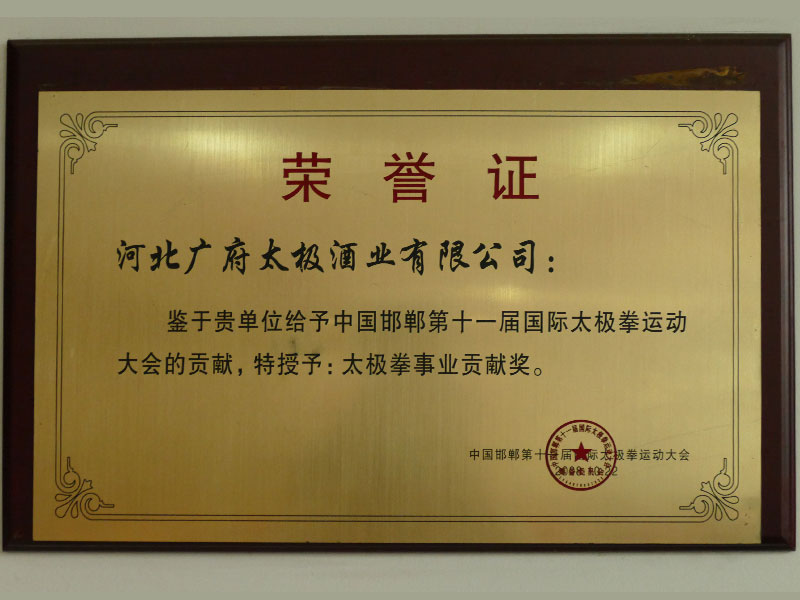 荣誉证
河北广府太极酒业有限公司：
鉴于贵单位给予中国邯郸第十一届国际太极拳运动
大会的贡献，特授予：太极拳事业贡献奖。
中国邯郸第十一届国际太极拳运动大会
2008.10.22